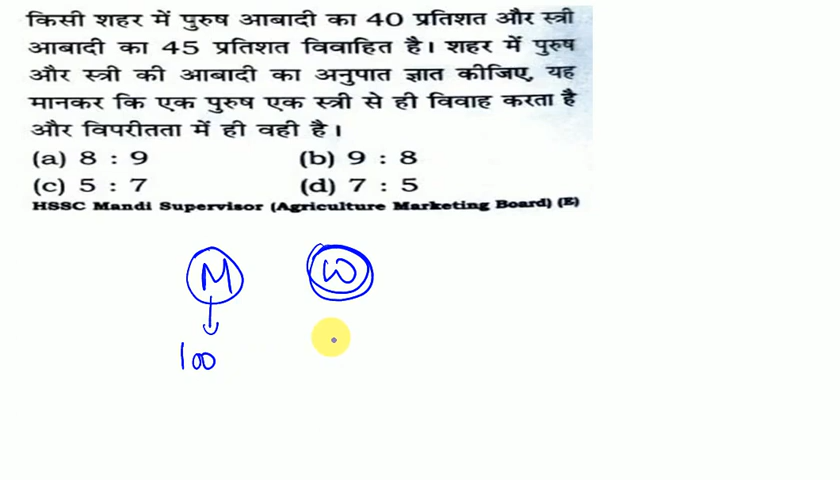 किसी शहर में पुरुष आबादी का 40 प्रतिशत और स्त्री
आबादी का 45 प्रतिशत विवाहित है। शहर में पुरुष
और स्त्री की आबादी का अनुपात ज्ञात कीजिए, यह
मानकर कि एक पुरुष एक स्त्री से ही विवाह करता है
और विपरीतता में ही वही है।
(a) 8 : 9 (b) 9 : 8
(c) 5 : 7 (d) 7 : 5
HSSC Mandi Supervisor (Agriculture Marketing Board) (E)
M W
100